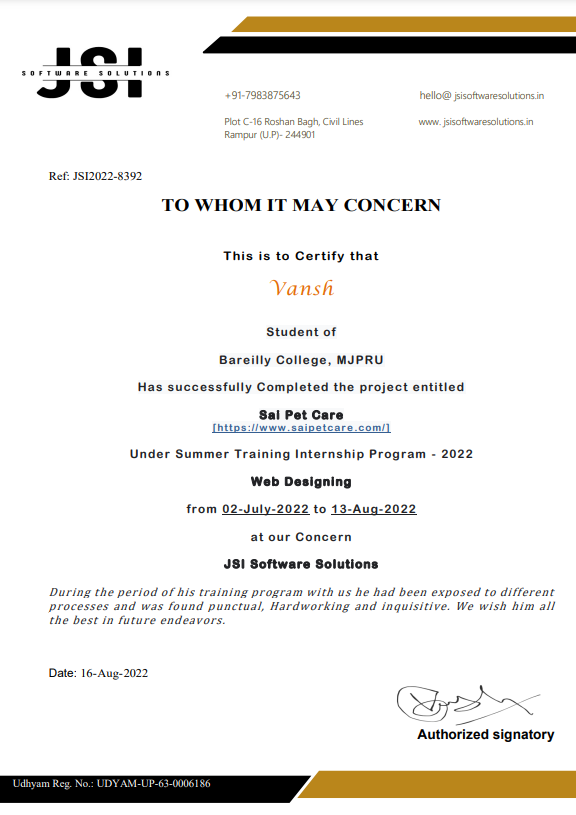 JSI
SOFTWARE SOLUTIONS
+91-7983875643
hello@ jsisoftwaresolutions.in
Plot C-16 Roshan Bagh, Civil Lines
Rampur (U.P)- 244901
www. jsisoftwaresolutions.in
Ref: JSI2022-8392
TO WHOM IT MAY CONCERN
This is to Certify that
Vansh
Student of
Bareilly College, MJPRU
Has successfully Completed the project entitled
Sai Pet Care
[https://www.saipetcare.com/]
Under Summer Training Internship Program - 2022
Web Designing
from 02-July-2022 to 13-Aug-2022
at our Concern
JSI Software Solutions
During the period of his training program with us he had been exposed to different
processes and was found punctual, Hardworking and inquisitive. We wish him all
the best in future endeavors.
Date: 16-Aug-2022
Authorized signatory
Udhyam Reg. No.: UDYAM-UP-63-0006186